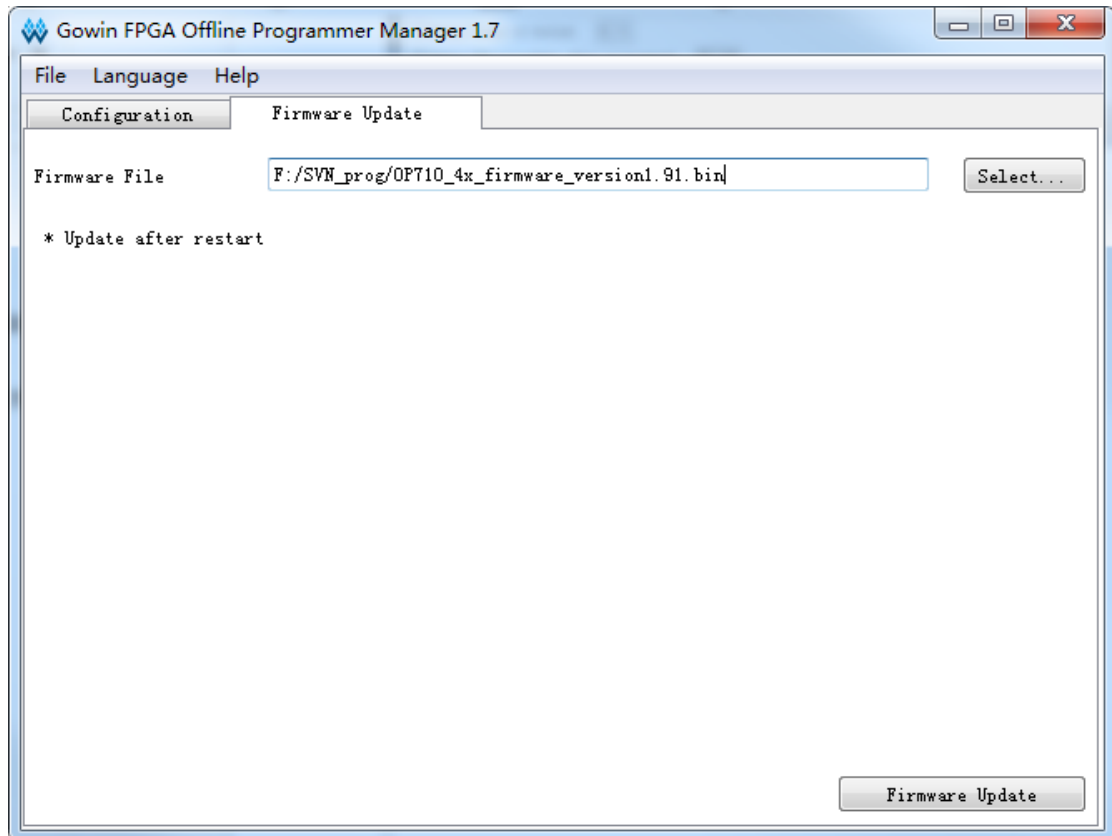 Gowin FPGA Offline Programmer Manager 1.7
File Language Help
Configuration Firmware Update
Firmware File F:/SVN_prog/OP710_4x_firmware_version1.91.bin Select...
* Update after restart
Firmware Update